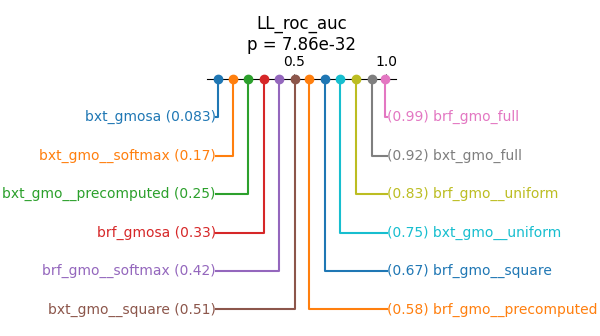 LL_roc_auc
p = 7.86e-32
0.5 1.0
bxt_gmosa (0.083) (0.99) brf_gmo_full
bxt_gmo__softmax (0.17) (0.92) bxt_gmo_full
bxt_gmo__precomputed (0.25) (0.83) brf_gmo__uniform
brf_gmosa (0.33) (0.75) bxt_gmo__uniform
brf_gmo__softmax (0.42) (0.67) brf_gmo__square
bxt_gmo__square (0.51) (0.58) brf_gmo__precomputed